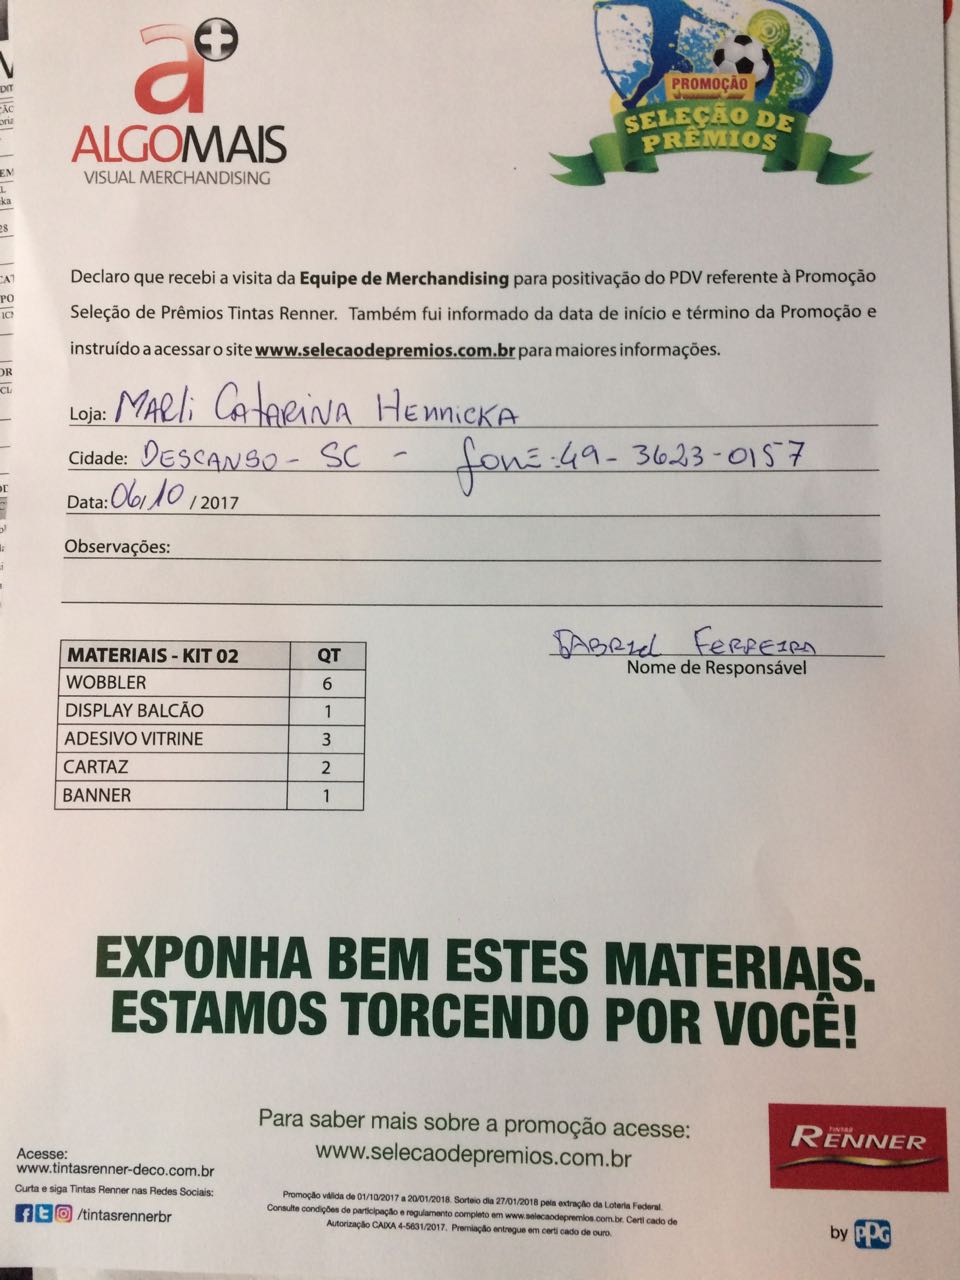 a+
ALGOMAIS
VISUAL MERCHANDISING
PROMOÇÃO
SELEÇÃO DE
PRÊMIOS
Declaro que recebi a visita da Equipe de Merchandising para positivação do PDV referente à Promoção
Seleção de Prêmios Tintas Renner. Também fui informado da data de início e término da Promoção e
instruído a acessar o site www.selecaodepremios.com.br para maiores informações.
Loja: MARLi CATARINA HENNICKA
Cidade: DESCANSO - SC - fone: 49 - 3623-0157
Data: 06/10 / 2017
Observações:
GABRIEL FERREIRA
Nome de Responsável
MATERIAIS - KIT 02 QT
WOBBLER 6
DISPLAY BALCÃO 1
ADESIVO VITRINE 3
CARTAZ 2
BANNER 1
EXPONHA BEM ESTES MATERIAIS.
ESTAMOS TORCENDO POR VOCÊ!
Para saber mais sobre a promoção acesse:
www.selecaodepremios.com.br
TINTAS
RENNER
Acesse:
www.tintasrenner-deco.com.br
Curta e siga Tintas Renner nas Redes Sociais:
/tintasrennerbr
Promoção válida de 01/10/2017 a 20/01/2018. Sorteio dia 27/01/2018 pela extração da Loteria Federal.
Consulte condições de participação e regulamento completo em www.selecaodepremios.com.br. Certi cado de
Autorização CAIXA 4-5631/2017. Premiação entregue em certi cado de ouro.
by PPG